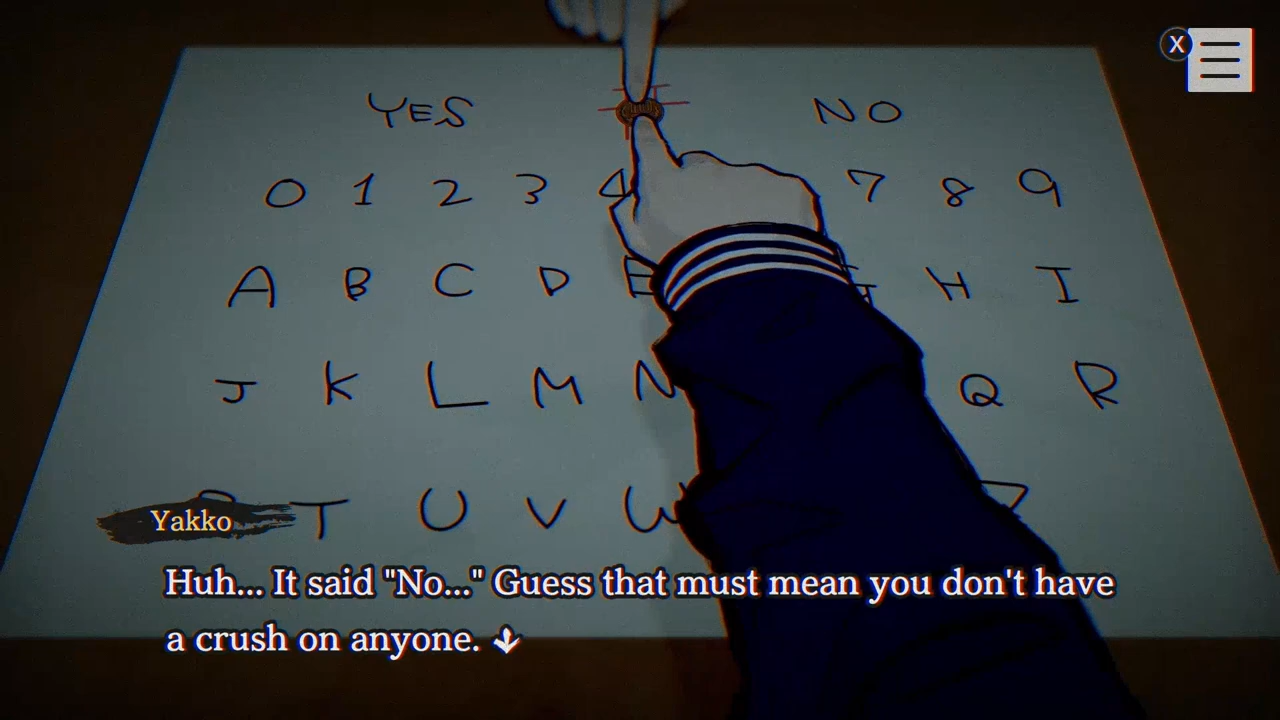 X
YES NO
0 1 2 3 4 7 8 9
A B C D E H I
J K L M N Q R
T U V W
Yakko
Huh... It said "No..." Guess that must mean you don't have
a crush on anyone.